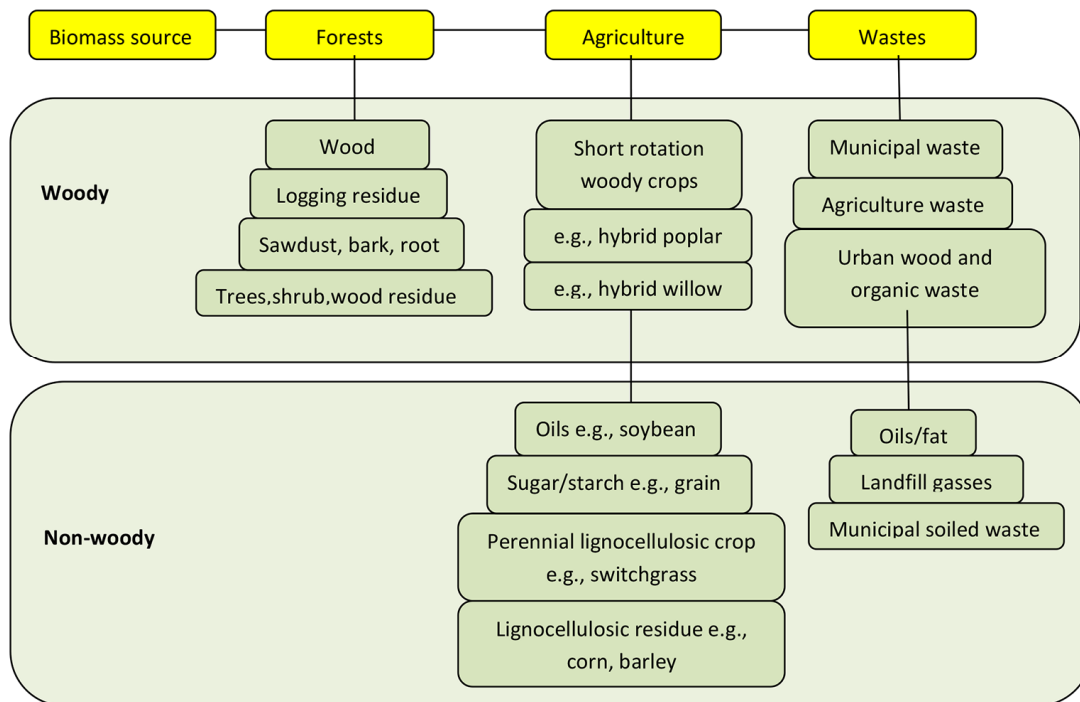 Biomass source
Forests
Agriculture
Wastes
Woody
Wood
Logging residue
Sawdust, bark, root
Trees,shrub,wood residue
Short rotation
woody crops
e.g., hybrid poplar
e.g., hybrid willow
Municipal waste
Agriculture waste
Urban wood and
organic waste
Non-woody
Oils e.g., soybean
Sugar/starch e.g., grain
Perennial lignocellulosic crop
e.g., switchgrass
Lignocellulosic residue e.g.,
corn, barley
Oils/fat
Landfill gasses
Municipal soiled waste